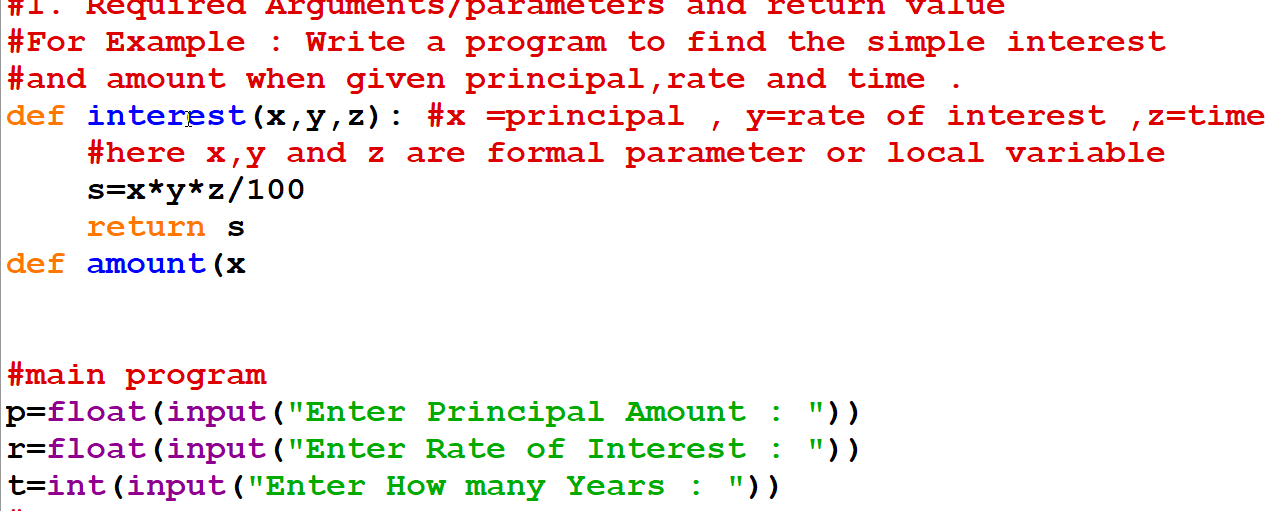 #1. Required Arguments/parameters and return value
#For Example : Write a program to find the simple interest
#and amount when given principal,rate and time .
def interest(x,y,z): #x =principal , y=rate of interest ,z=time
    #here x,y and z are formal parameter or local variable
    s=x*y*z/100
    return s
def amount(x
#main program
p=float(input("Enter Principal Amount : "))
r=float(input("Enter Rate of Interest : "))
t=int(input("Enter How many Years : "))